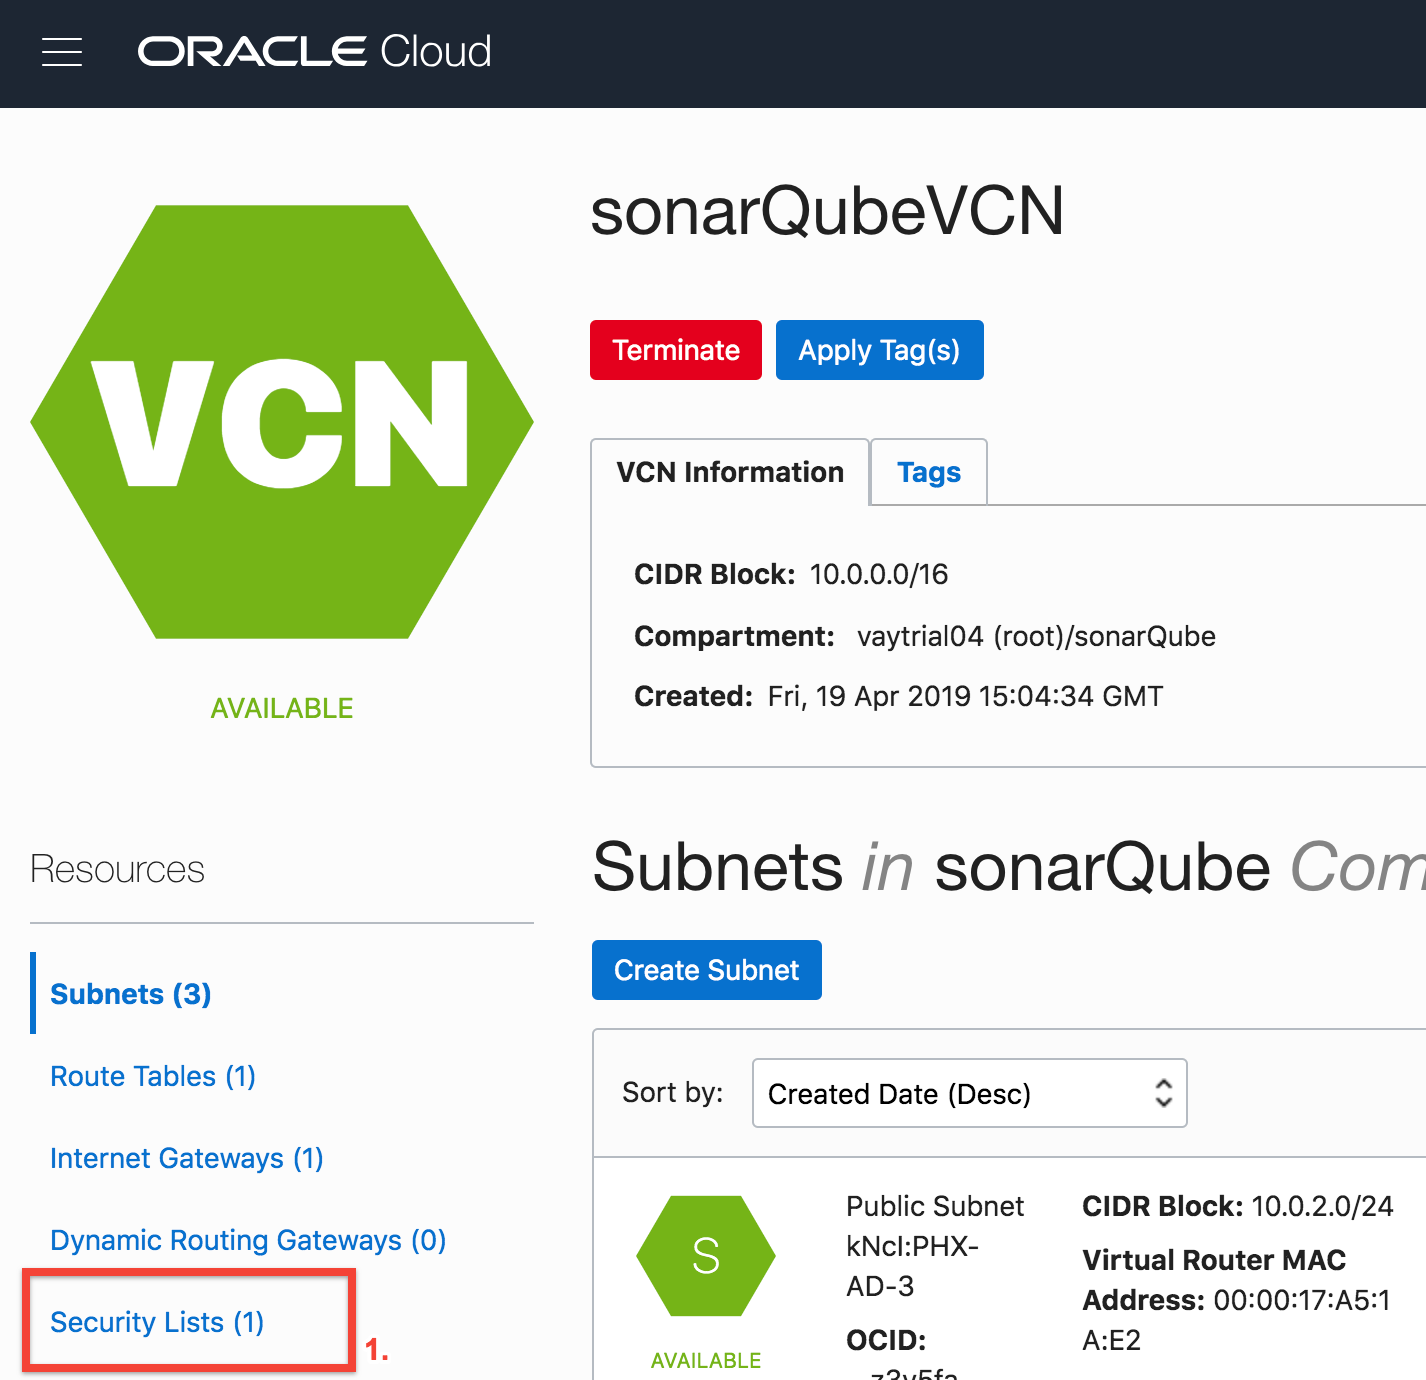 ORACLE Cloud
VCN
AVAILABLE
sonarQubeVCN
Terminate
Apply Tag(s)
VCN Information
Tags
CIDR Block: 10.0.0.0/16
Compartment: vaytrial04 (root)/sonarQube
Created: Fri, 19 Apr 2019 15:04:34 GMT
Resources
Subnets (3)
Route Tables (1)
Internet Gateways (1)
Dynamic Routing Gateways (0)
Security Lists (1)
1.
Subnets in sonarQube Com
Create Subnet
Sort by:
Created Date (Desc)
S
AVAILABLE
Public Subnet
kNcI:PHX-
AD-3
OCID:
CIDR Block: 10.0.2.0/24
Virtual Router MAC
Address: 00:00:17:A5:1
A:E2